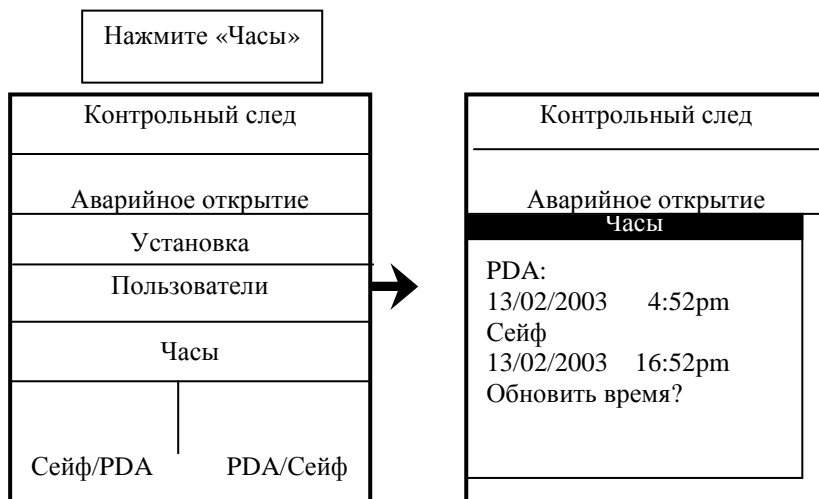 Нажмите «Часы»
Контрольный след
Аварийное открытие
Установка
Пользователи
Часы
Сейф/PDA PDA/Сейф
Контрольный след
Аварийное открытие
Часы
PDA:
13/02/2003 4:52pm
Сейф
13/02/2003 16:52pm
Обновить время?